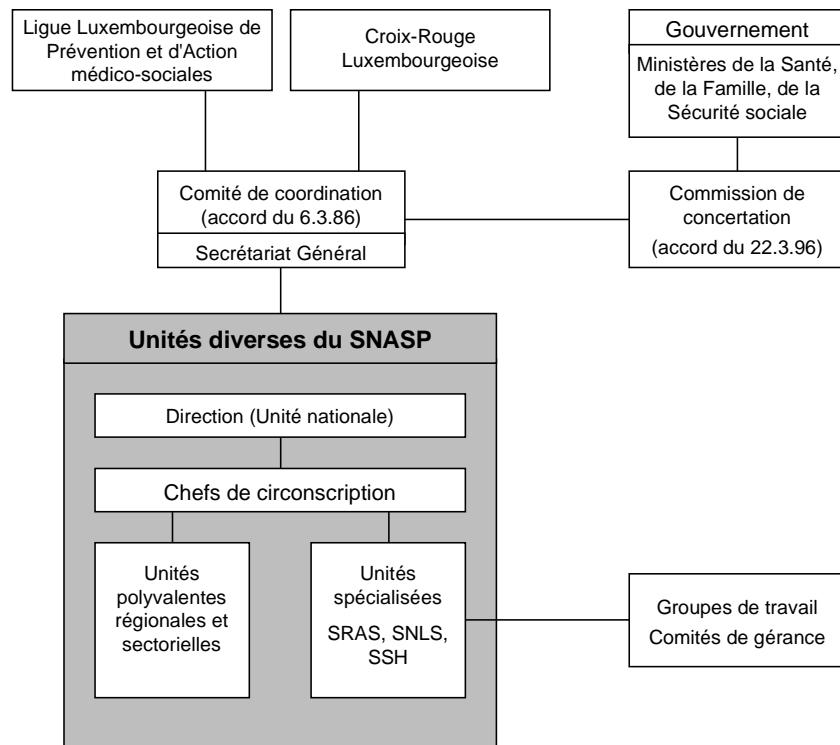 Ligue Luxembourgeoise de
Prévention et d'Action
médico-sociales
Croix-Rouge
Luxembourgeoise
Gouvernement
Ministères de la Santé,
de la Famille, de la
Sécurité sociale
Comité de coordination
(accord du 6.3.86)
Secrétariat Général
Commission de
concertation
(accord du 22.3.96)
Unités diverses du SNASP
Direction (Unité nationale)
Chefs de circonscription
Unités
polyvalentes
régionales et
sectorielles
Unités
spécialisées
SRAS, SNLS,
SSH
Groupes de travail
Comités de gérance